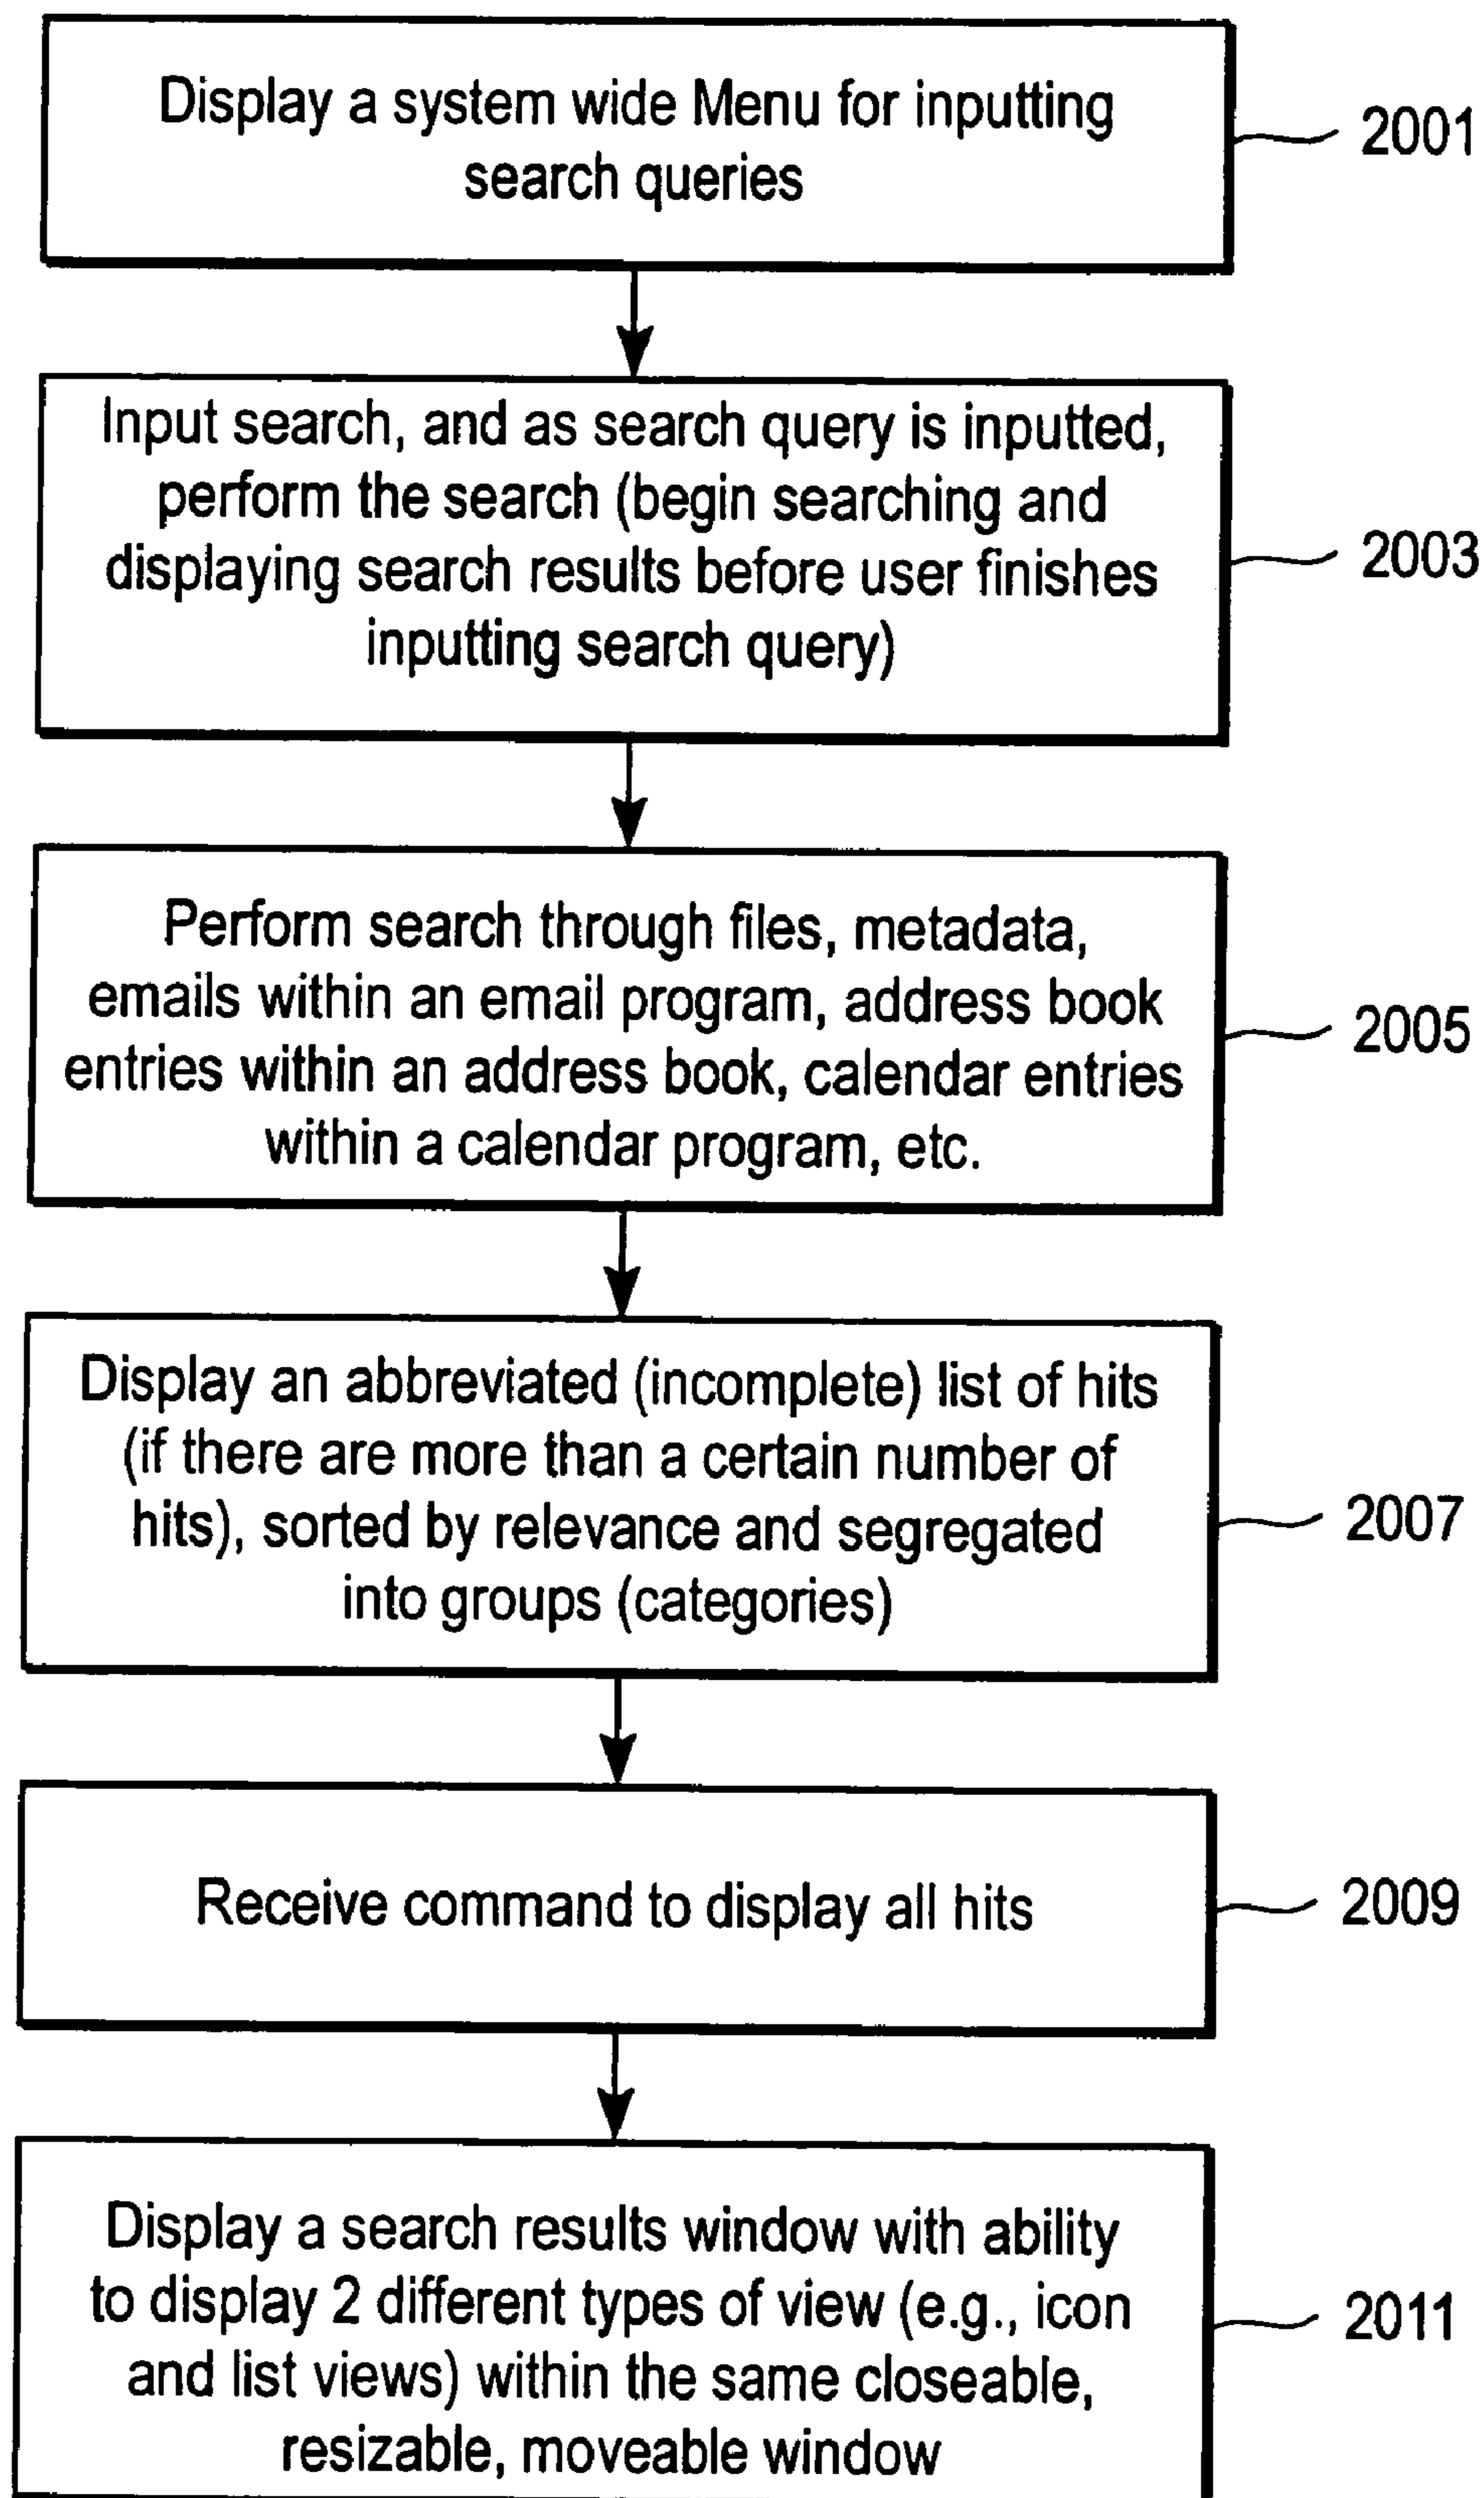 Display a system wide Menu for inputting
search queries
2001
Input search, and as search query is inputted,
perform the search (begin searching and
displaying search results before user finishes
inputting search query)
2003
Perform search through files, metadata,
emails within an email program, address book
entries within an address book, calendar entries
within a calendar program, etc.
2005
Display an abbreviated (incomplete) list of hits
(if there are more than a certain number of
hits), sorted by relevance and segregated
into groups (categories)
2007
Receive command to display all hits
2009
Display a search results window with ability
to display 2 different types of view (e.g., icon
and list views) within the same closeable,
resizable, moveable window
2011